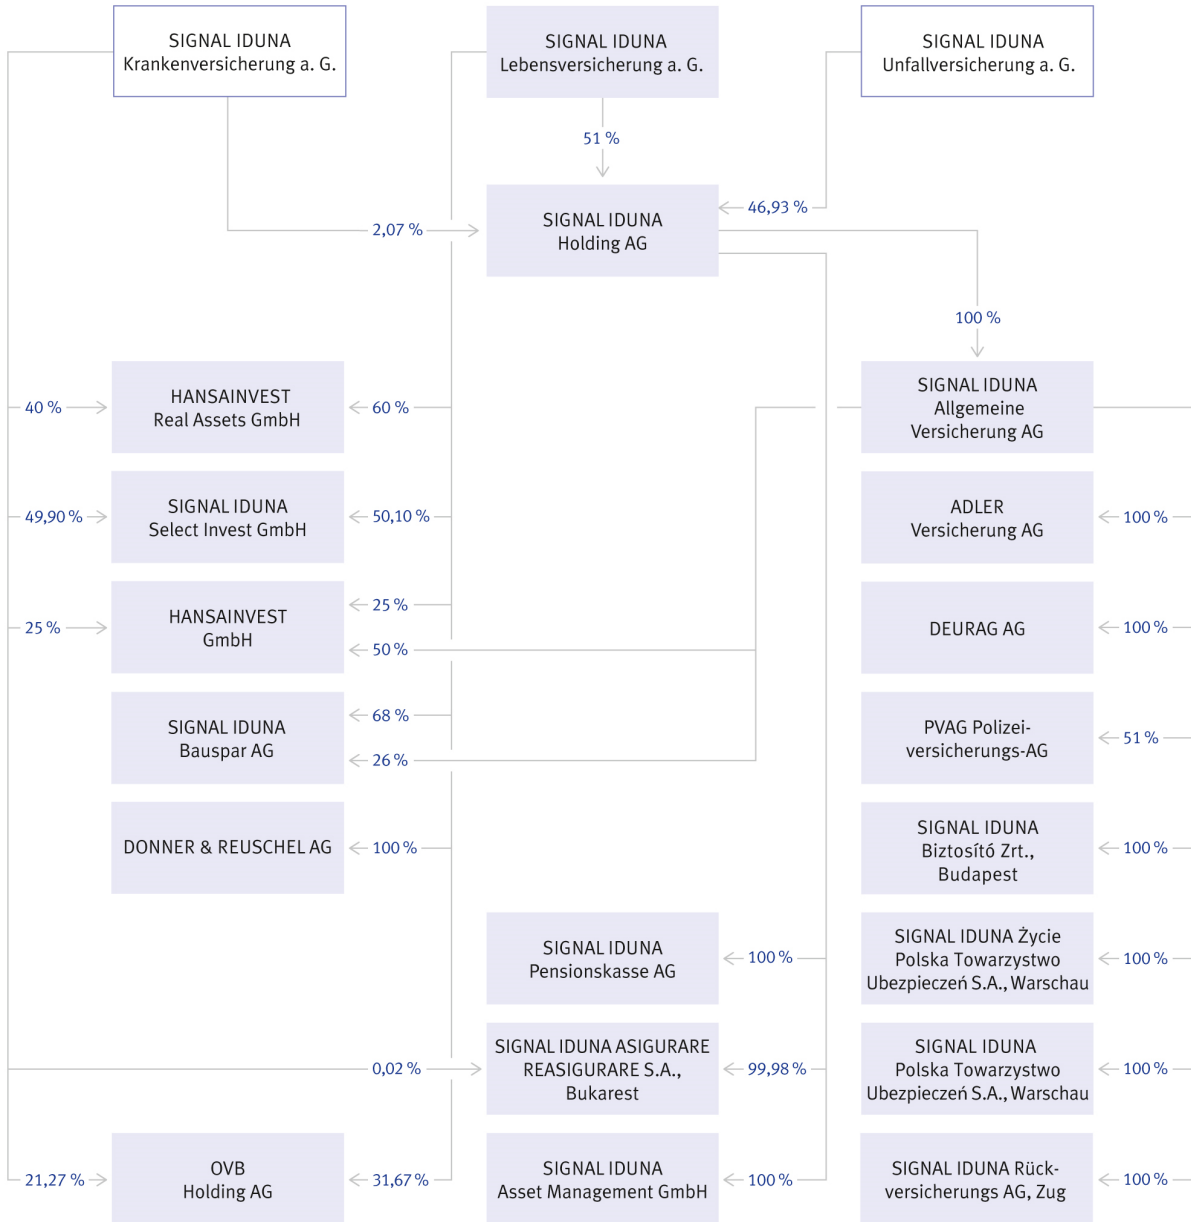 SIGNAL IDUNA
Krankenversicherung a. G.
SIGNAL IDUNA
Lebensversicherung a. G.
SIGNAL IDUNA
Unfallversicherung a. G.
51 %
46,93 %
2,07 %
SIGNAL IDUNA
Holding AG
100 %
40 %
HANSAINVEST
Real Assets GmbH
60 %
SIGNAL IDUNA
Allgemeine
Versicherung AG
49,90 %
SIGNAL IDUNA
Select Invest GmbH
50,10 %
ADLER
Versicherung AG
100 %
25 %
HANSAINVEST
GmbH
25 %
50 %
DEURAG AG
100 %
SIGNAL IDUNA
Bauspar AG
68 %
26 %
PVAG Polizei-
versicherungs-AG
51 %
DONNER & REUSCHEL AG
100 %
SIGNAL IDUNA
Biztosító Zrt.,
Budapest
100 %
SIGNAL IDUNA
Pensionskasse AG
100 %
SIGNAL IDUNA Życie
Polska Towarzystwo
Ubezpieczeń S.A., Warschau
100 %
0,02 %
SIGNAL IDUNA ASIGURARE
REASIGURARE S.A.,
Bukarest
99,98 %
SIGNAL IDUNA
Polska Towarzystwo
Ubezpieczeń S.A., Warschau
100 %
21,27 %
OVB
Holding AG
31,67 %
SIGNAL IDUNA
Asset Management GmbH
100 %
SIGNAL IDUNA Rück-
versicherungs AG, Zug
100 %